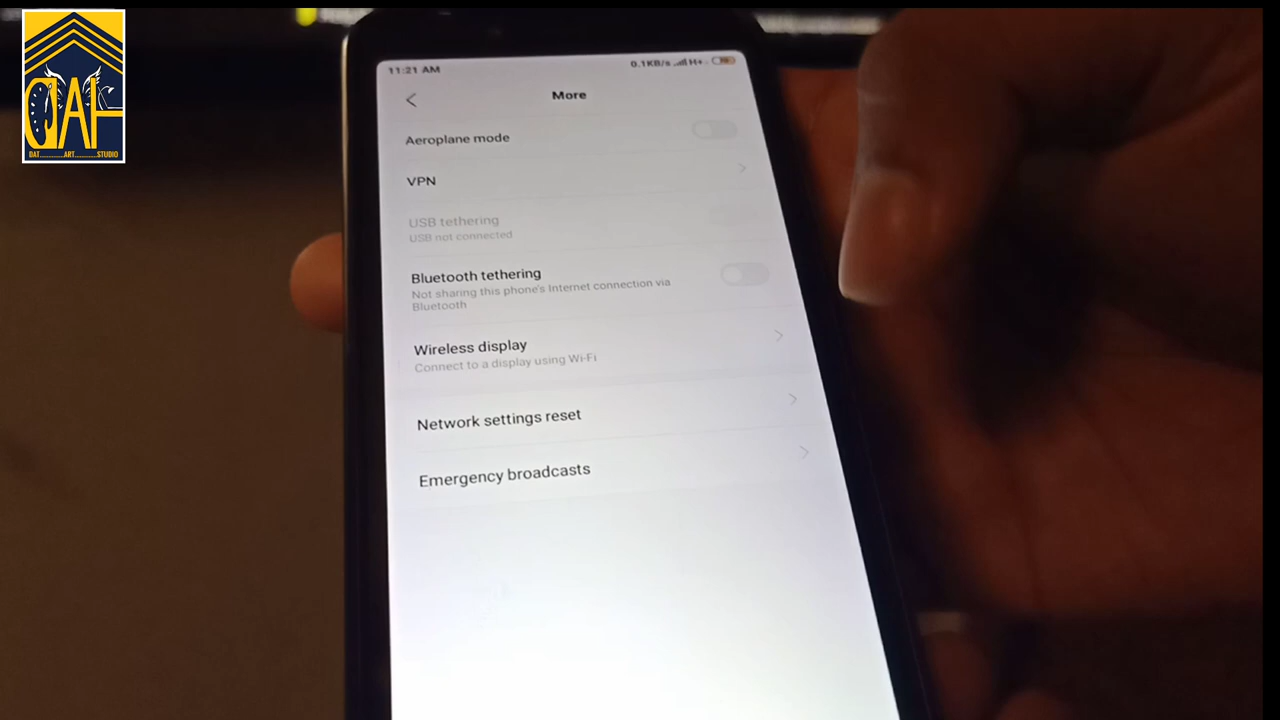 11:21 AM
0.1KB/s
H+
More
Aeroplane mode
VPN
USB tethering
USB not connected
Bluetooth tethering
Not sharing this phone's Internet connection via
Bluetooth
Wireless display
Connect to a display using Wi-Fi
Network settings reset
Emergency broadcasts
DAT
DAT..............ART..............STUDIO